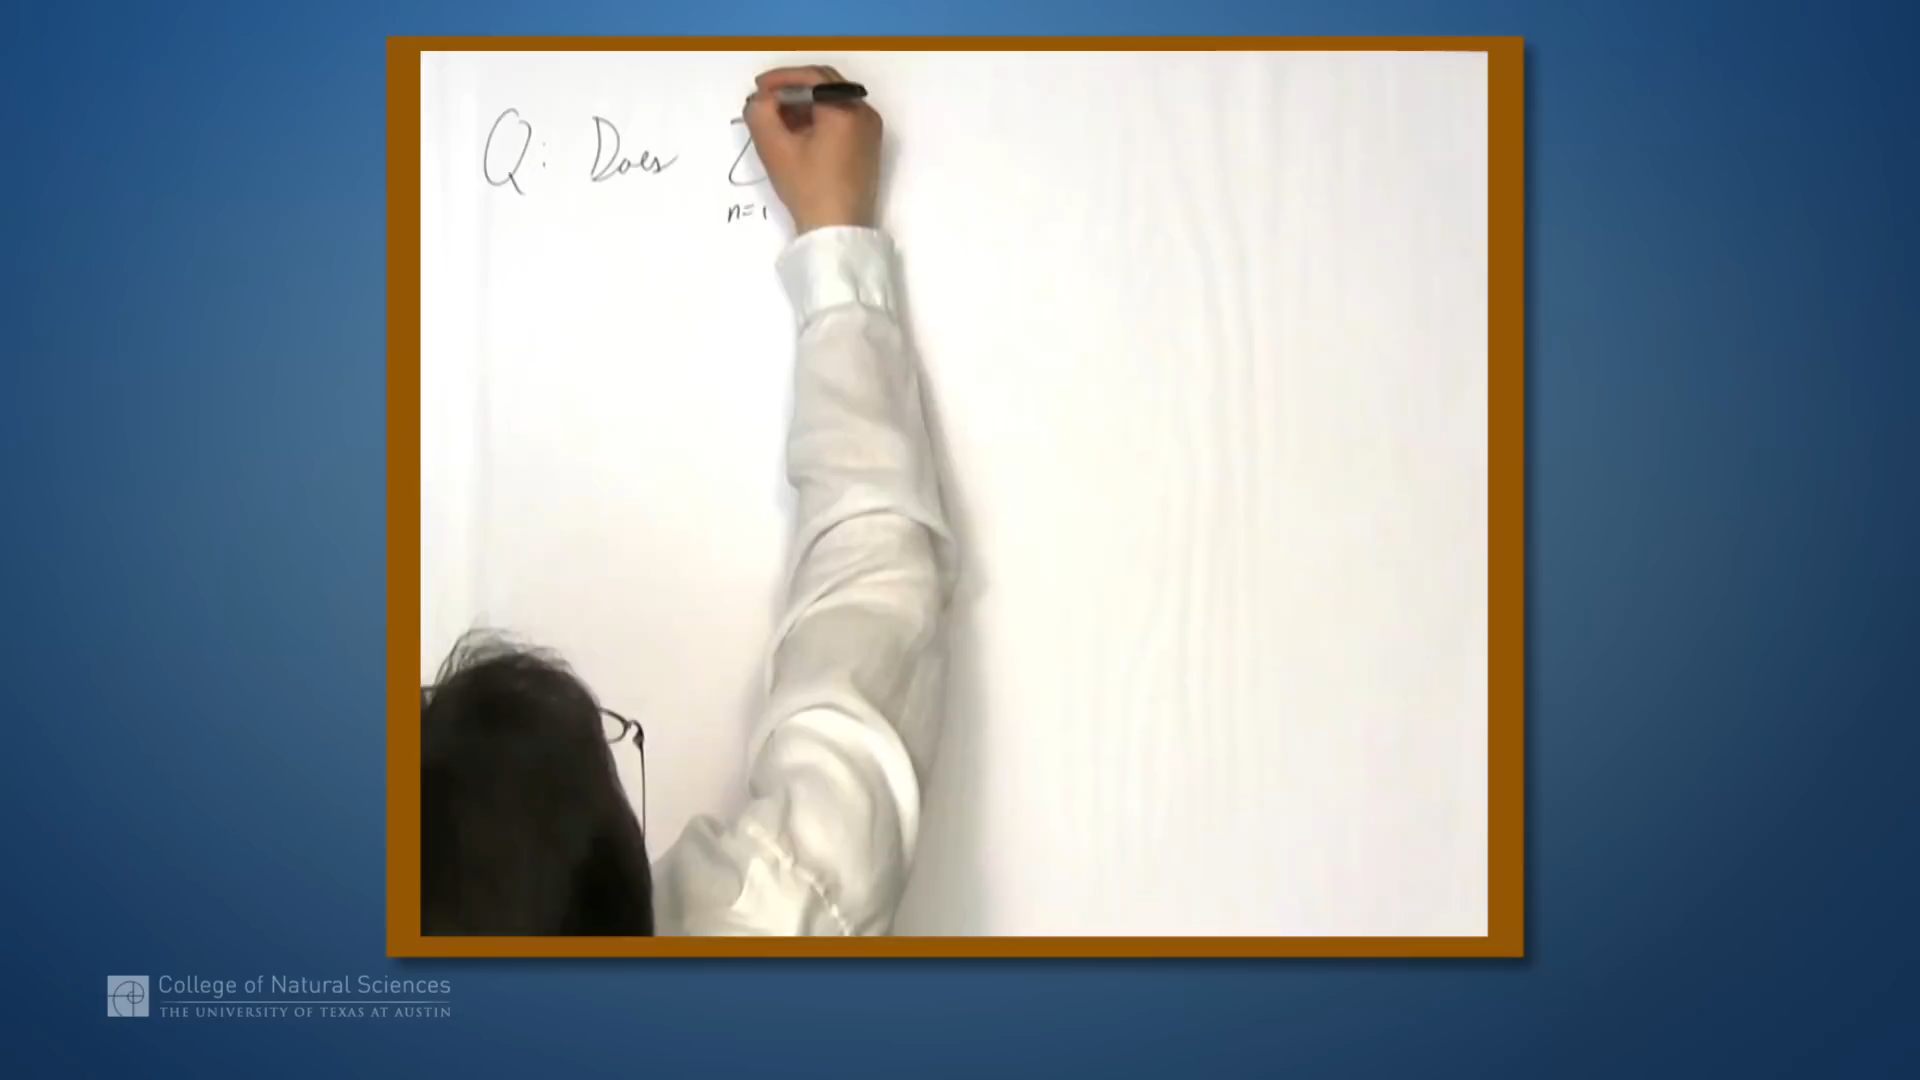 Q: Does Σ
n=1
College of Natural Sciences
THE UNIVERSITY OF TEXAS AT AUSTIN